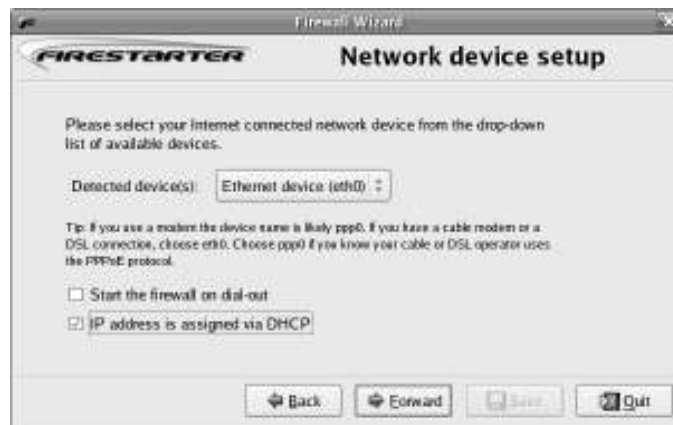 Firewall Wizard
FIRESTARTER
Network device setup
Please select your Internet connected network device from the drop-down
list of available devices.
Detected device(s): Ethernet device (eth0)
Tip: If you use a modem the device name is likely ppp0. If you have a cable modem or a
DSL connection, choose eth0. Choose ppp0 if you know your cable or DSL operator uses
the PPPoE protocol.
Start the firewall on dial-out
IP address is assigned via DHCP
Back Forward Save Quit